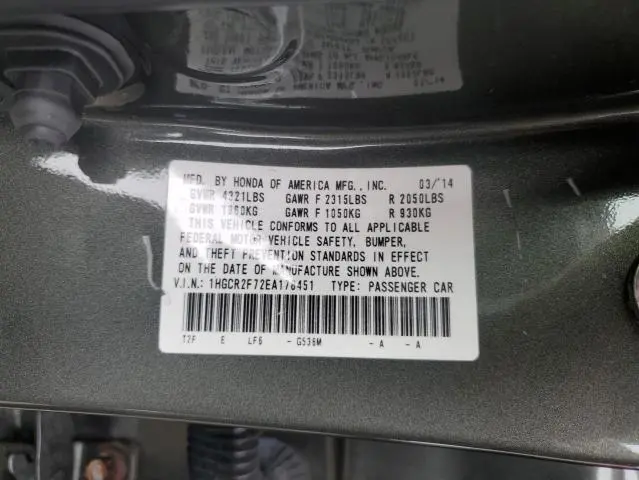 MFD. BY HONDA OF AMERICA MFG., INC. 03/'14
GVWR 4321LBS GAWR F 2315LBS R 2050LBS
GVWR 1960KG GAWR F 1050KG R 930KG
THIS VEHICLE CONFORMS TO ALL APPLICABLE
FEDERAL MOTOR VEHICLE SAFETY, BUMPER,
AND THEFT PREVENTION STANDARDS IN EFFECT
ON THE DATE OF MANUFACTURE SHOWN ABOVE.
V.I.N.: 1HGCR2F72EA178451 TYPE: PASSENGER CAR
T2F E LF6 - G536M - A - A